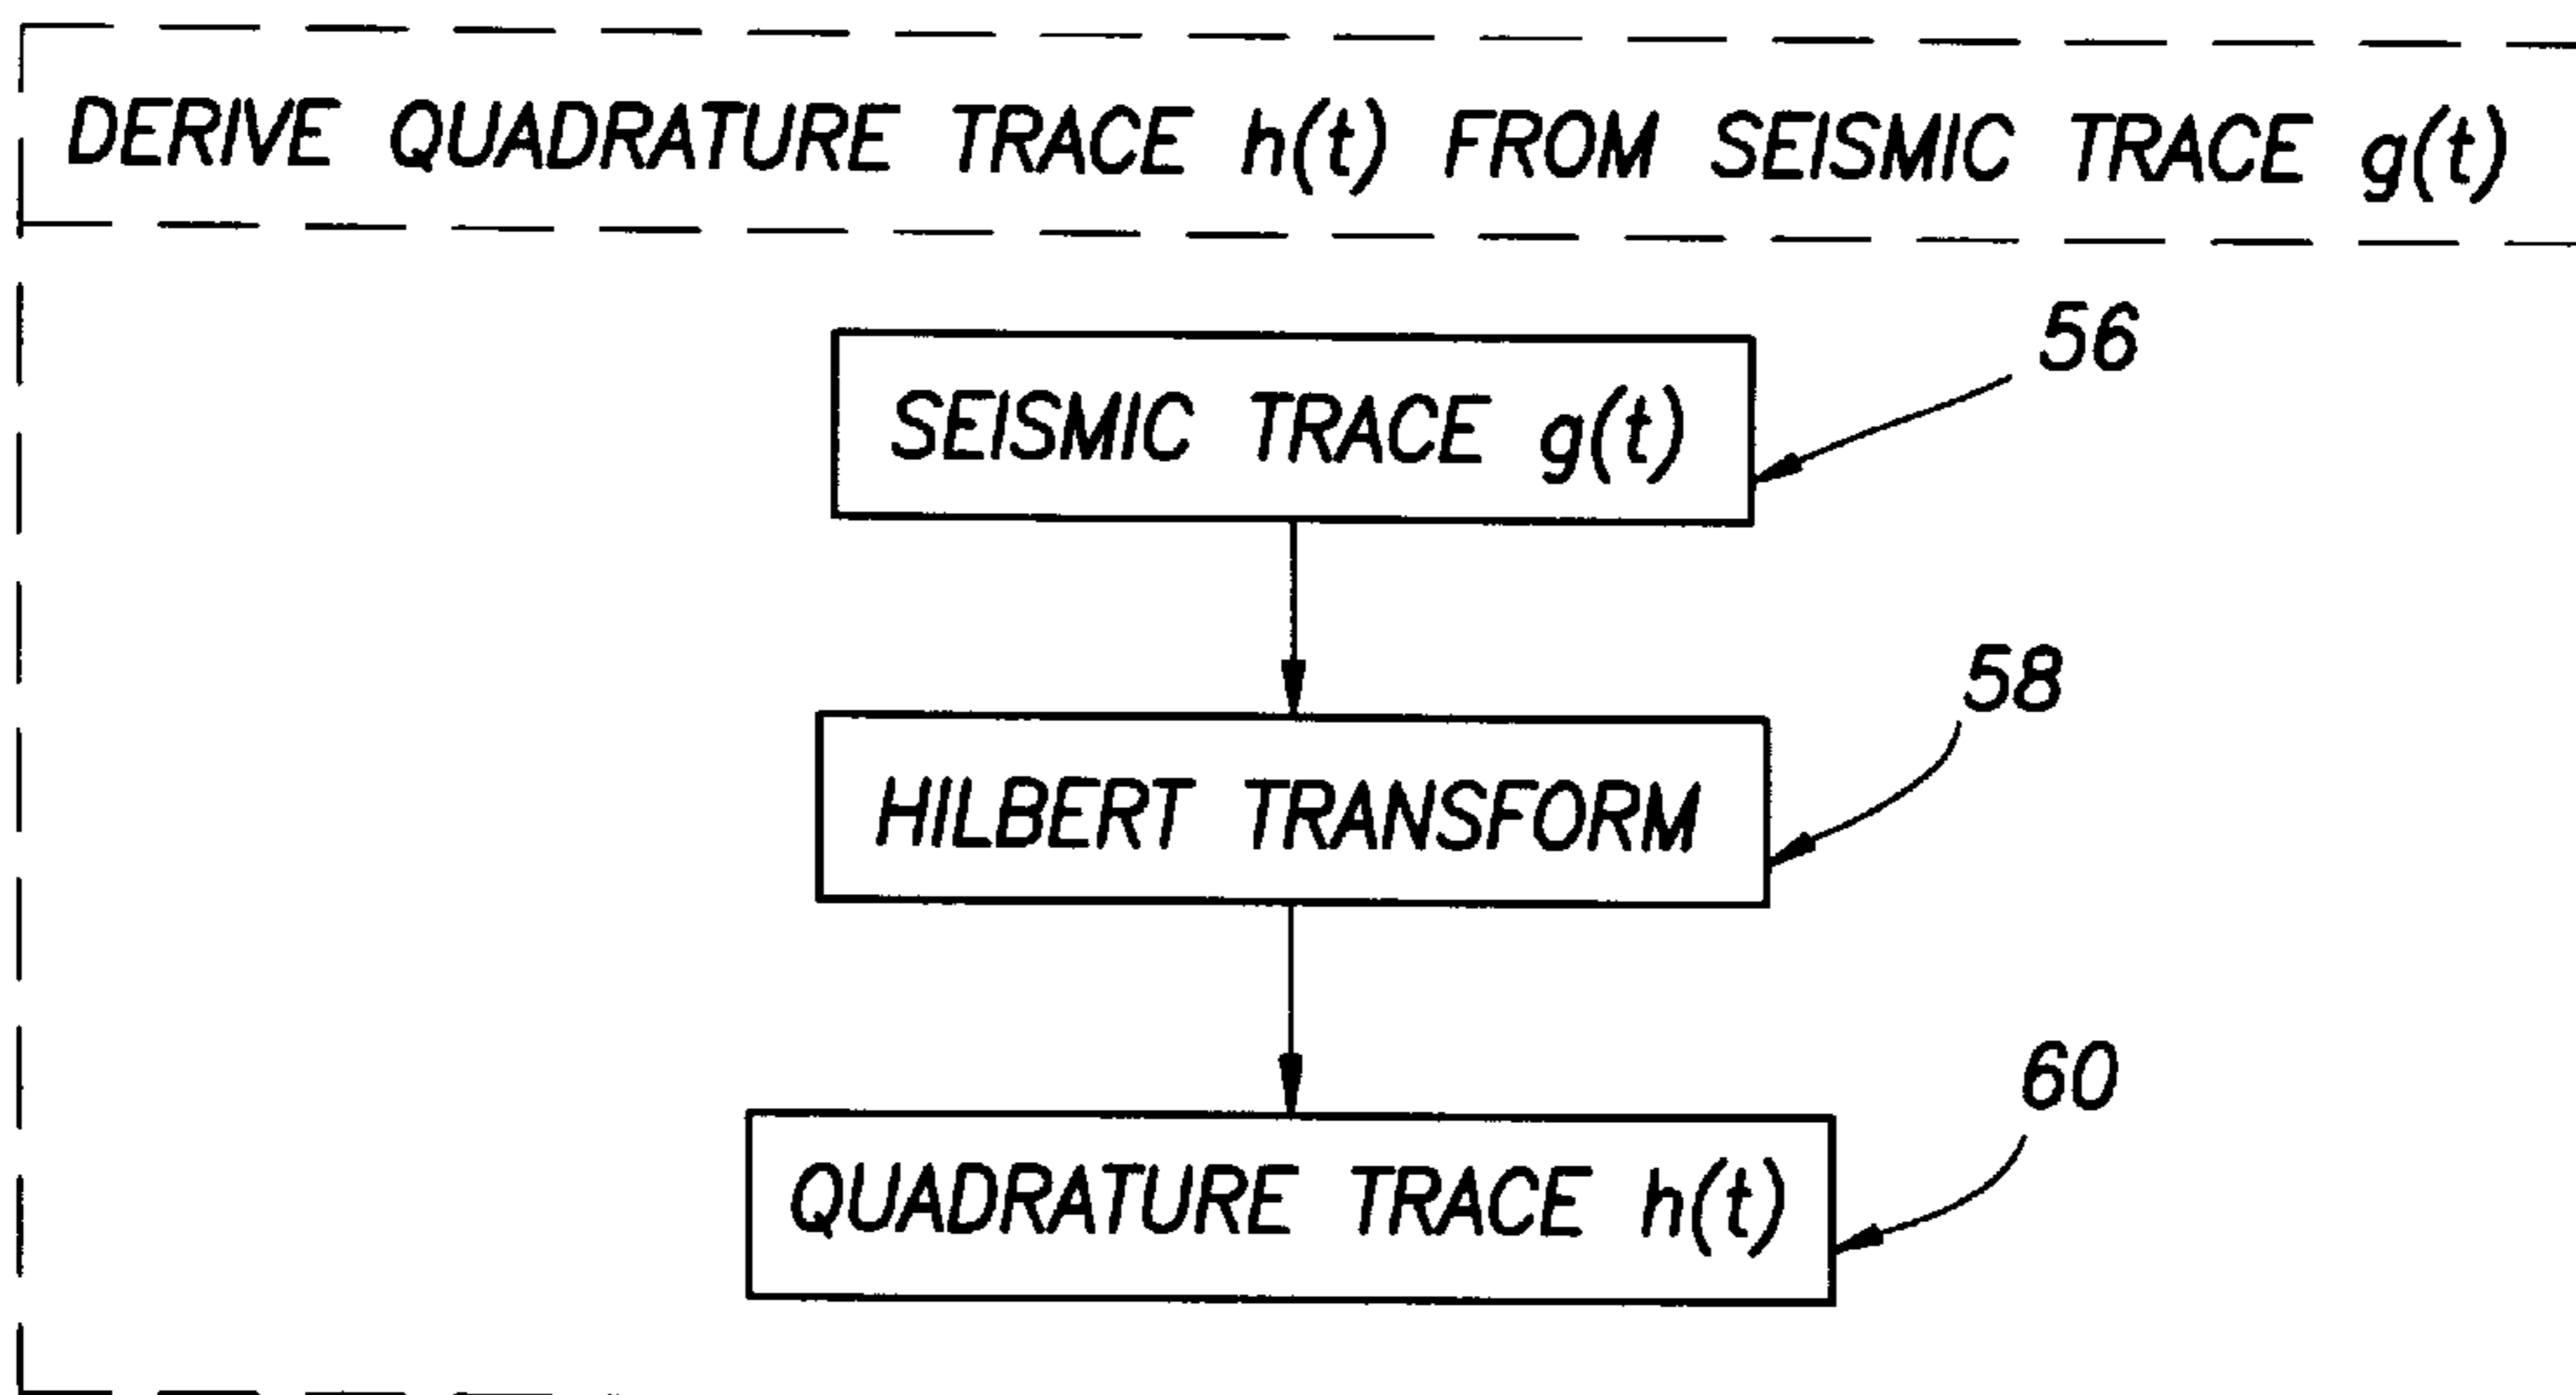 DERIVE QUADRATURE TRACE h(t) FROM SEISMIC TRACE g(t)
56
SEISMIC TRACE g(t)
58
HILBERT TRANSFORM
60
QUADRATURE TRACE h(t)